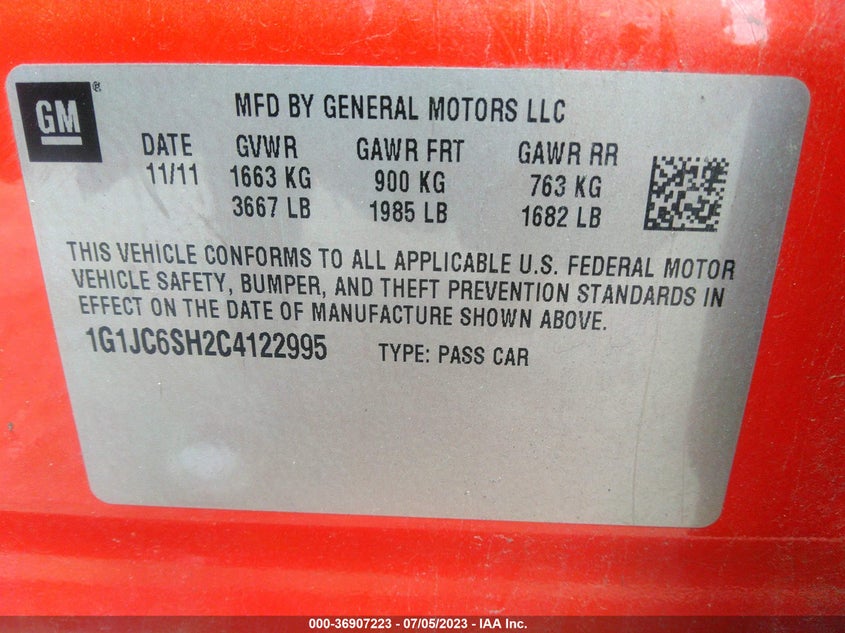 GM®
MFD BY GENERAL MOTORS LLC
DATE GVWR GAWR FRT GAWR RR
11/11 1663 KG 900 KG 763 KG
3667 LB 1985 LB 1682 LB
THIS VEHICLE CONFORMS TO ALL APPLICABLE U.S. FEDERAL MOTOR
VEHICLE SAFETY, BUMPER, AND THEFT PREVENTION STANDARDS IN
EFFECT ON THE DATE OF MANUFACTURE SHOWN ABOVE.
1G1JC6SH2C4122995 TYPE: PASS CAR
000-36907223 - 07/05/2023 - IAA Inc.